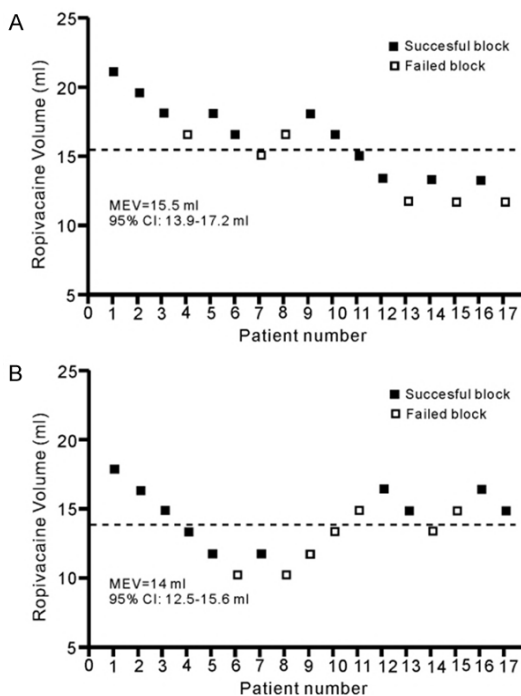 A
25
20
15
10
5
Ropivacaine Volume (ml)
Succesful block
Failed block
MEV=15.5 ml
95% CI: 13.9-17.2 ml
0 1 2 3 4 5 6 7 8 9 10 11 12 13 14 15 16 17
Patient number
B
25
20
15
10
5
Ropivacaine Volume (ml)
Succesful block
Failed block
MEV=14 ml
95% CI: 12.5-15.6 ml
0 1 2 3 4 5 6 7 8 9 10 11 12 13 14 15 16 17
Patient number